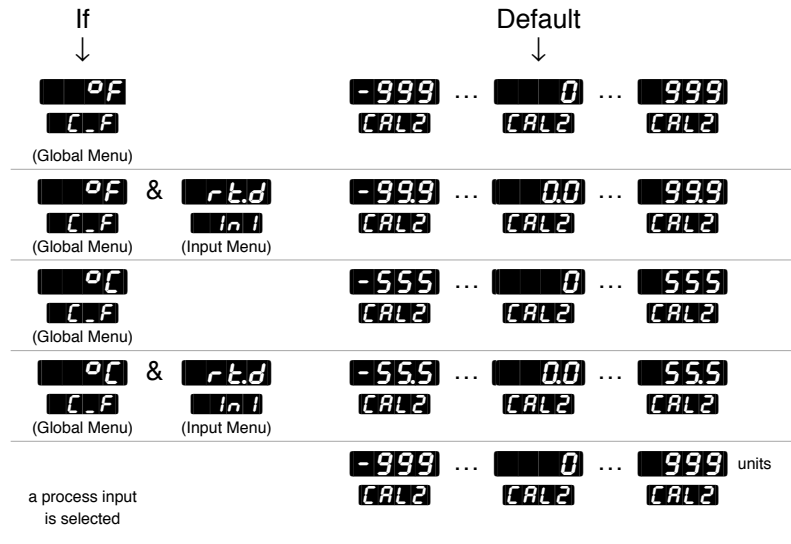 If Default
↓ ↓
°F -999 ... 0 ... 999
C_F CAL2 CAL2 CAL2
(Global Menu)
°F & rt.d -99.9 ... 0.0 ... 99.9
C_F In1 CAL2 CAL2 CAL2
(Global Menu) (Input Menu)
°C -555 ... 0 ... 555
C_F CAL2 CAL2 CAL2
(Global Menu)
°C & rt.d -55.5 ... 0.0 ... 55.5
C_F In1 CAL2 CAL2 CAL2
(Global Menu) (Input Menu)
-999 ... 0 ... 999 units
CAL2 CAL2 CAL2
a process input
is selected